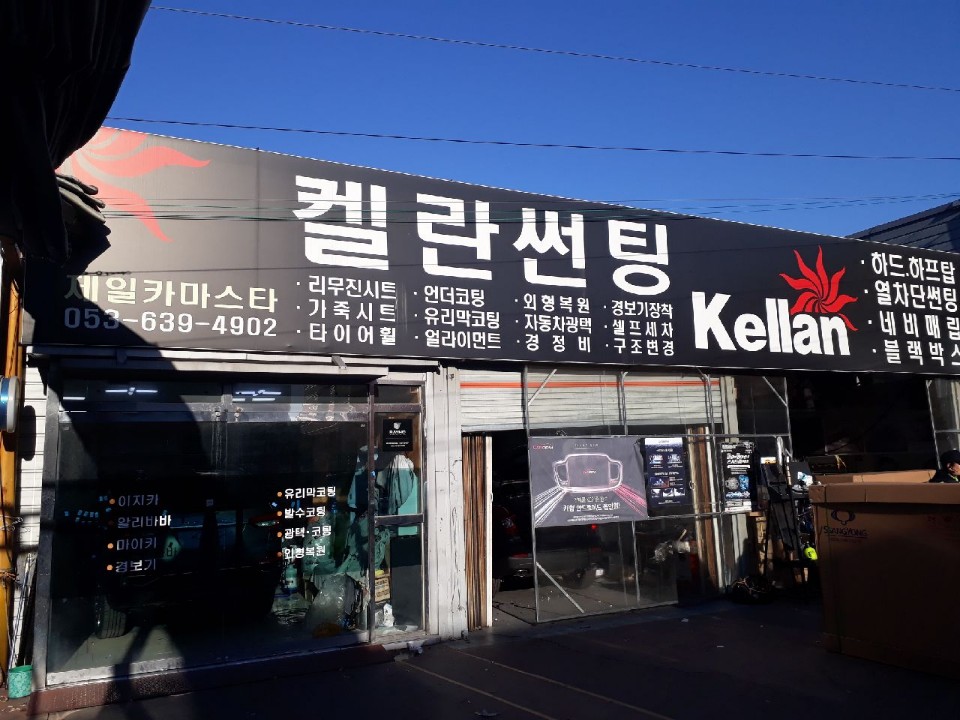 켈란썬팅
제일카마스타
053-639-4902
· 리무진시트
· 가죽시트
· 타이어휠
· 언더코팅
· 유리막코팅
· 얼라이먼트
· 외형복원
· 자동차광택
· 경정비
· 경보기장착
· 셀프세차
· 구조변경
Kellan
· 하드.하프탑
· 열차단썬팅
· 네비매립
· 블랙박스
이지카
알라바바
마이키
경보기
유리막코팅
발수코팅
광택·코팅
외형복원